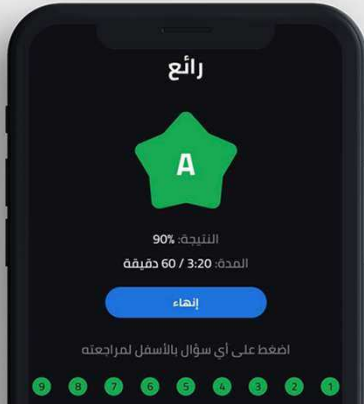 رائع
A
النتيجة: 90%
المدة: 3:20 / 60 دقيقة
إنهاء
اضغط على أي سؤال بالأسفل لمراجعته
1 2 3 4 5 6 7 8 9